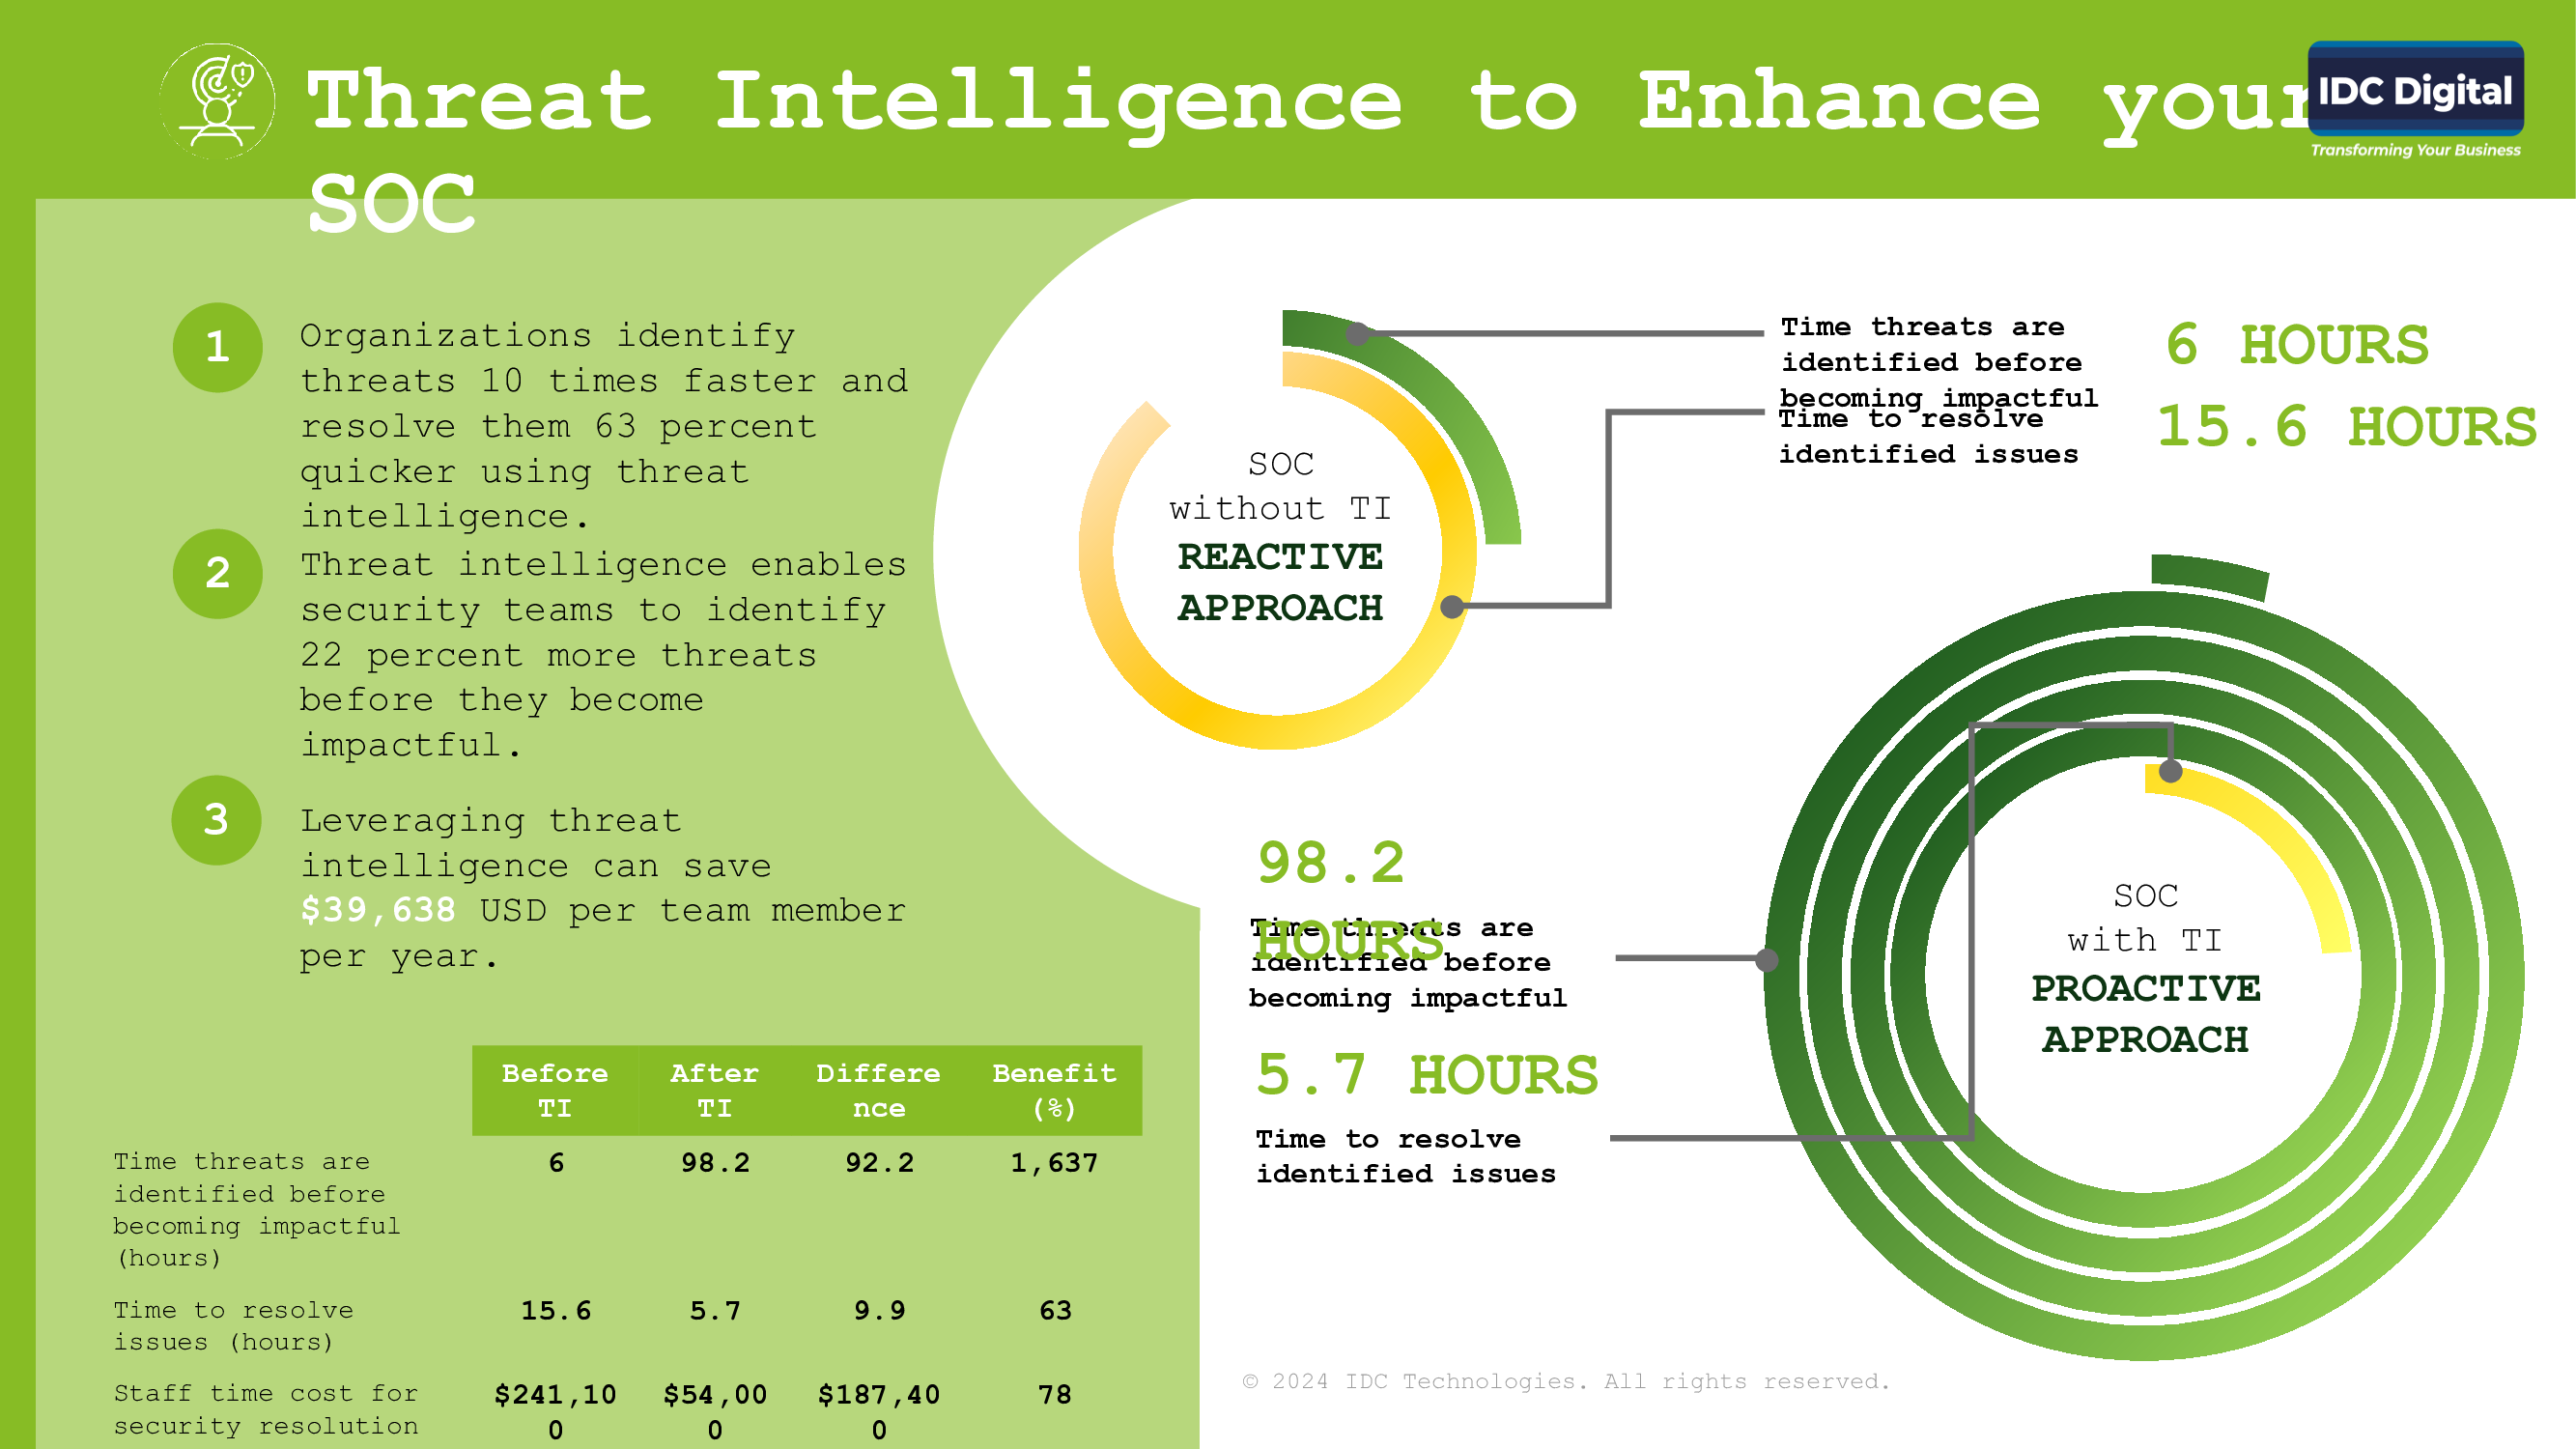 Threat Intelligence to Enhance your
SOC
IDC Digital
Transforming Your Business
1
Organizations identify
threats 10 times faster and
resolve them 63 percent
quicker using threat
intelligence.
2
Threat intelligence enables
security teams to identify
22 percent more threats
before they become
impactful.
3
Leveraging threat
intelligence can save
$39,638 USD per team member
per year.
Before
TI
After
TI
Differe
nce
Benefit
(%)
Time threats are
identified before
becoming impactful
(hours)
6
98.2
92.2
1,637
Time to resolve
issues (hours)
15.6
5.7
9.9
63
Staff time cost for
security resolution
$241,10
0
$54,00
0
$187,40
0
78
SOC
without TI
REACTIVE
APPROACH
Time threats are
identified before
becoming impactful
6 HOURS
Time to resolve
identified issues
15.6 HOURS
98.2
HOURS
Time threats are
identified before
becoming impactful
5.7 HOURS
Time to resolve
identified issues
SOC
with TI
PROACTIVE
APPROACH
© 2024 IDC Technologies. All rights reserved.